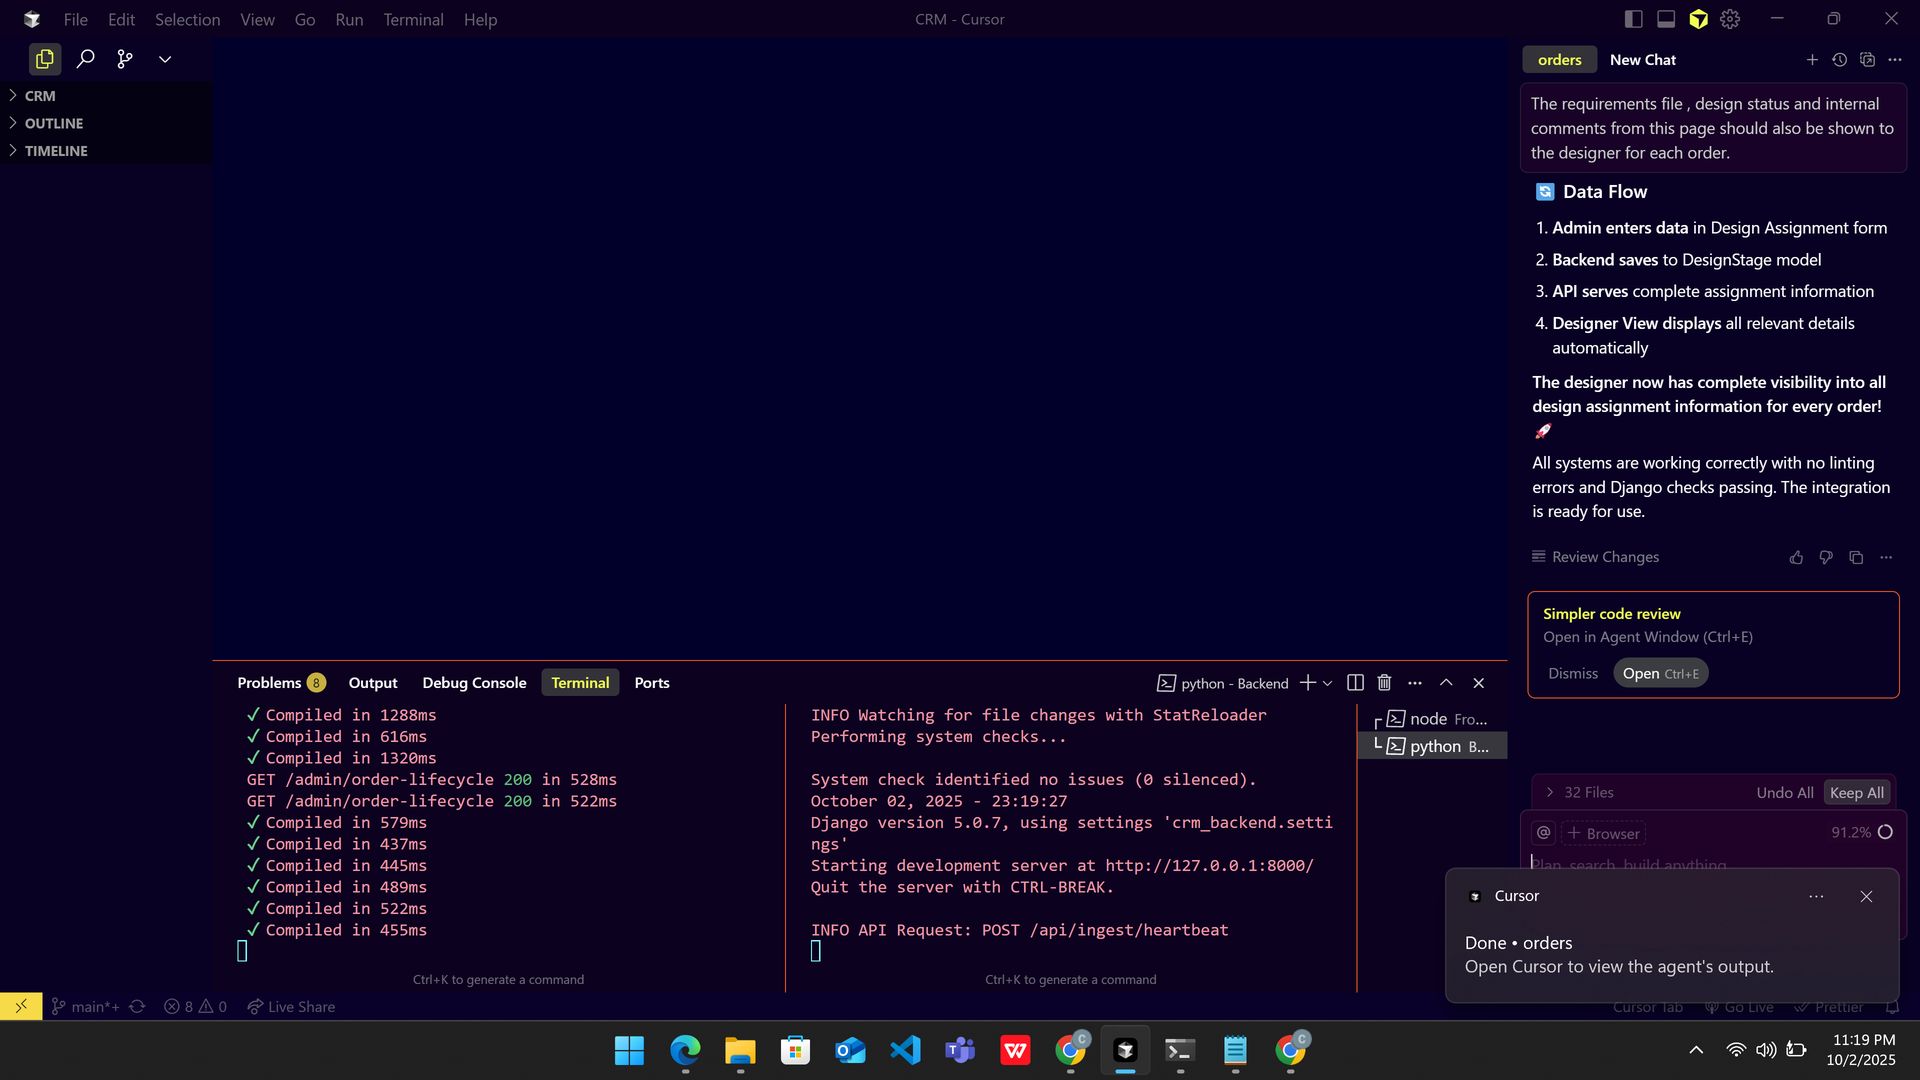 File Edit Selection View Go Run Terminal Help
CRM - Cursor
CRM
OUTLINE
TIMELINE
orders New Chat
The requirements file , design status and internal
comments from this page should also be shown to
the designer for each order.
Data Flow
1. Admin enters data in Design Assignment form
2. Backend saves to DesignStage model
3. API serves complete assignment information
4. Designer View displays all relevant details
automatically
The designer now has complete visibility into all
design assignment information for every order!
All systems are working correctly with no linting
errors and Django checks passing. The integration
is ready for use.
Review Changes
Simpler code review
Open in Agent Window (Ctrl+E)
Dismiss Open Ctrl+E
32 Files Undo All Keep All
@ + Browser 91.2%
Plan, search, build anything
Problems 8 Output Debug Console Terminal Ports
python - Backend
✓ Compiled in 1288ms
✓ Compiled in 616ms
✓ Compiled in 1320ms
GET /admin/order-lifecycle 200 in 528ms
GET /admin/order-lifecycle 200 in 522ms
✓ Compiled in 579ms
✓ Compiled in 437ms
✓ Compiled in 445ms
✓ Compiled in 489ms
✓ Compiled in 522ms
✓ Compiled in 455ms
Ctrl+K to generate a command
INFO Watching for file changes with StatReloader
Performing system checks...
System check identified no issues (0 silenced).
October 02, 2025 - 23:19:27
Django version 5.0.7, using settings 'crm_backend.setti
ngs'
Starting development server at http://127.0.0.1:8000/
Quit the server with CTRL-BREAK.
INFO API Request: POST /api/ingest/heartbeat
Ctrl+K to generate a command
node Fro...
python B...
Cursor
Done • orders
Open Cursor to view the agent's output.
main*+ 8 0 Live Share
Cursor Tab Go Live Prettier
11:19 PM
10/2/2025